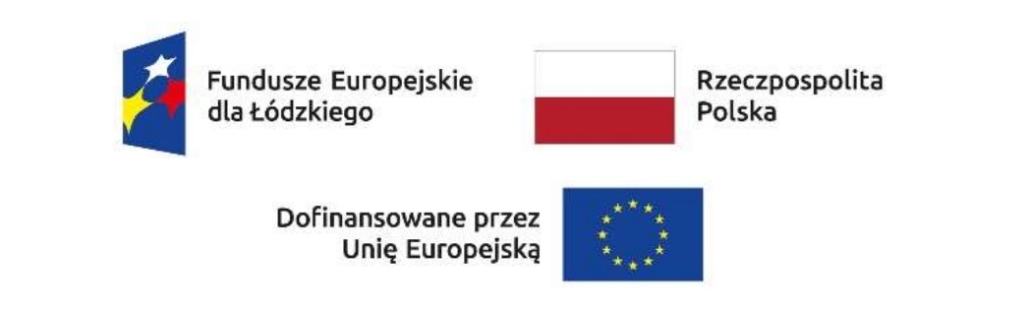 Fundusze Europejskie
dla Łódzkiego
Rzeczpospolita
Polska
Dofinansowane przez
Unię Europejską